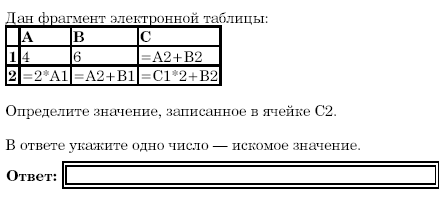 Дан фрагмент электронной таблицы:
A B C
1 4 6 =A2+B2
2 =2*A1 =A2+B1 =C1*2+B2
Определите значение, записанное в ячейке C2.
В ответе укажите одно число — искомое значение.
Ответ: